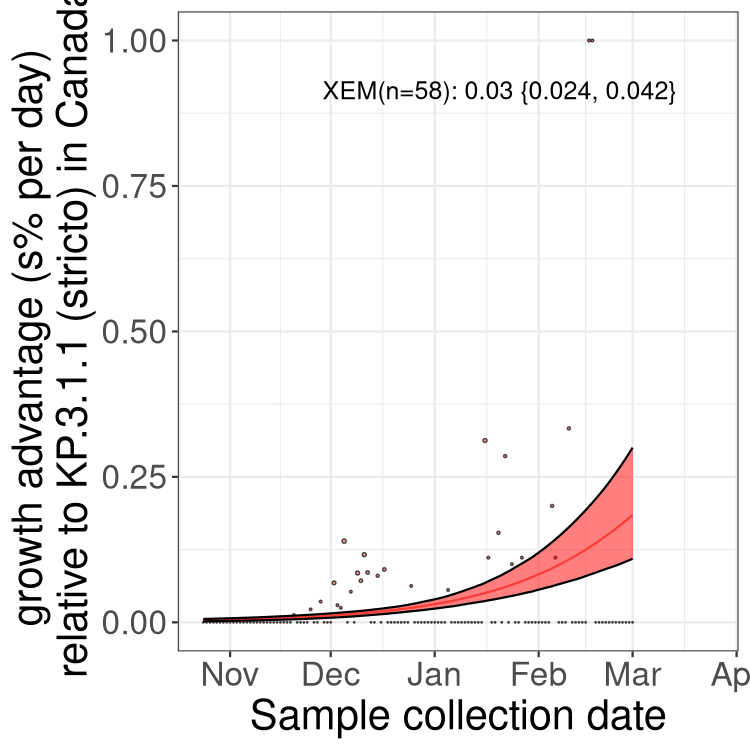 growth advantage (s% per day)
relative to KP.3.1.1 (stricto) in Canada
1.00
0.75
0.50
0.25
0.00
XEM(n=58): 0.03 {0.024, 0.042}
Nov Dec Jan Feb Mar Ap
Sample collection date